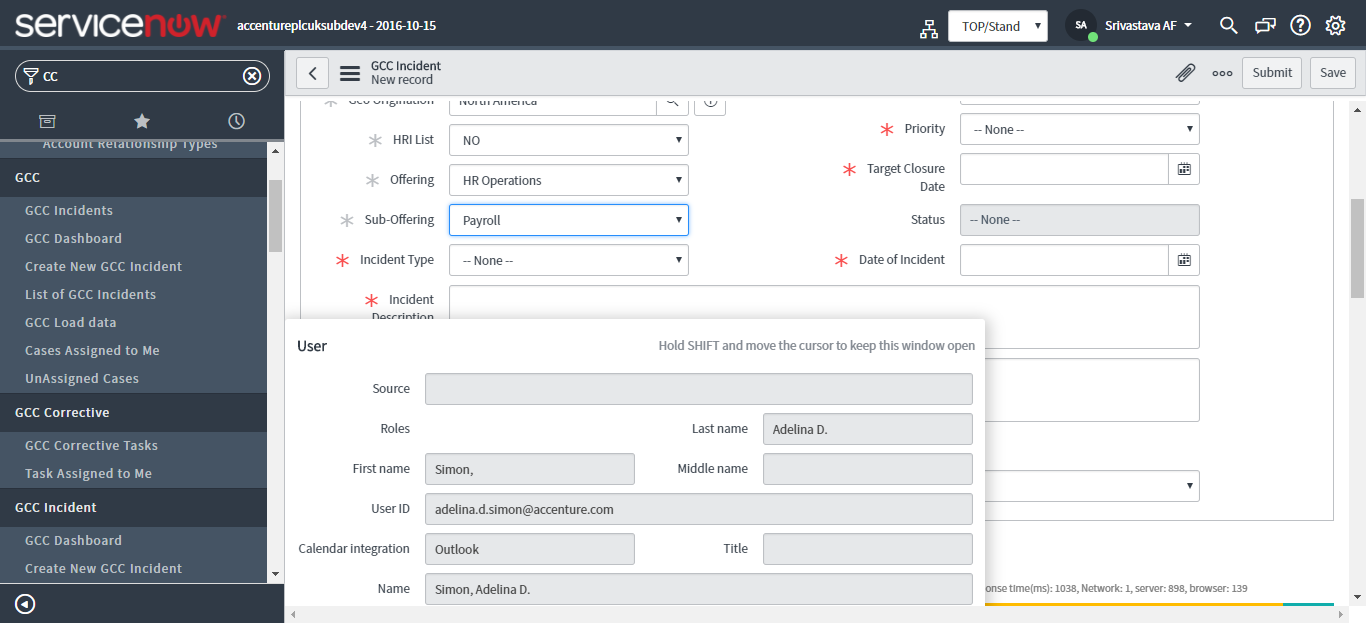 servicenow accentureplcuksubdev4 - 2016-10-15 TOP/Stand SA Srivastava AF
CC
Account Relationship Types
GCC
GCC Incidents
GCC Dashboard
Create New GCC Incident
List of GCC Incidents
GCC Load data
Cases Assigned to Me
UnAssigned Cases
GCC Corrective
GCC Corrective Tasks
Task Assigned to Me
GCC Incident
GCC Dashboard
Create New GCC Incident
GCC Incident
New record
Submit Save
Geo Origination North America
HRI List NO
Offering HR Operations
Sub-Offering Payroll
Incident Type -- None --
Priority -- None --
Target Closure
Date
Status -- None --
Date of Incident
Incident
Description
User Hold SHIFT and move the cursor to keep this window open
Source
Roles Last name Adelina D.
First name Simon, Middle name
User ID adelina.d.simon@accenture.com
Calendar integration Outlook Title
Name Simon, Adelina D.
onse time(ms): 1038, Network: 1, server: 898, browser: 139